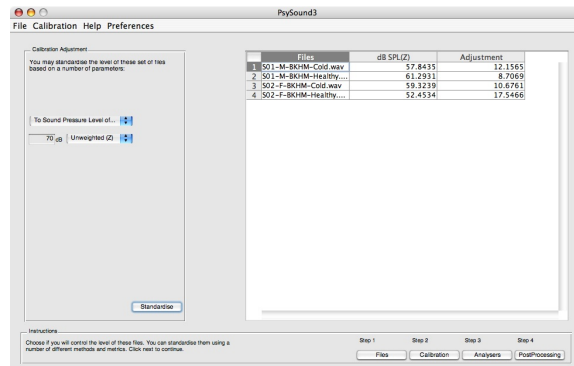 PsySound3
File Calibration Help Preferences
Calibration Adjustment
You may standardise the level of these set of files
based on a number of parameters:
To Sound Pressure Level of...
70 dB Unweighted (Z)
Standardise
Files dB SPL(Z) Adjustment
1 S01-M-BKHM-Cold.wav 57.8435 12.1565
2 S01-M-BKHM-Healthy.... 61.2931 8.7069
3 S02-F-BKHM-Cold.wav 59.3239 10.6761
4 S02-F-BKHM-Healthy.... 52.4534 17.5466
Instructions
Choose if you will control the level of these files. You can standardise them using a
number of different methods and metrics. Click next to continue.
Step 1 Step 2 Step 3 Step 4
Files Calibration Analysers PostProcessing